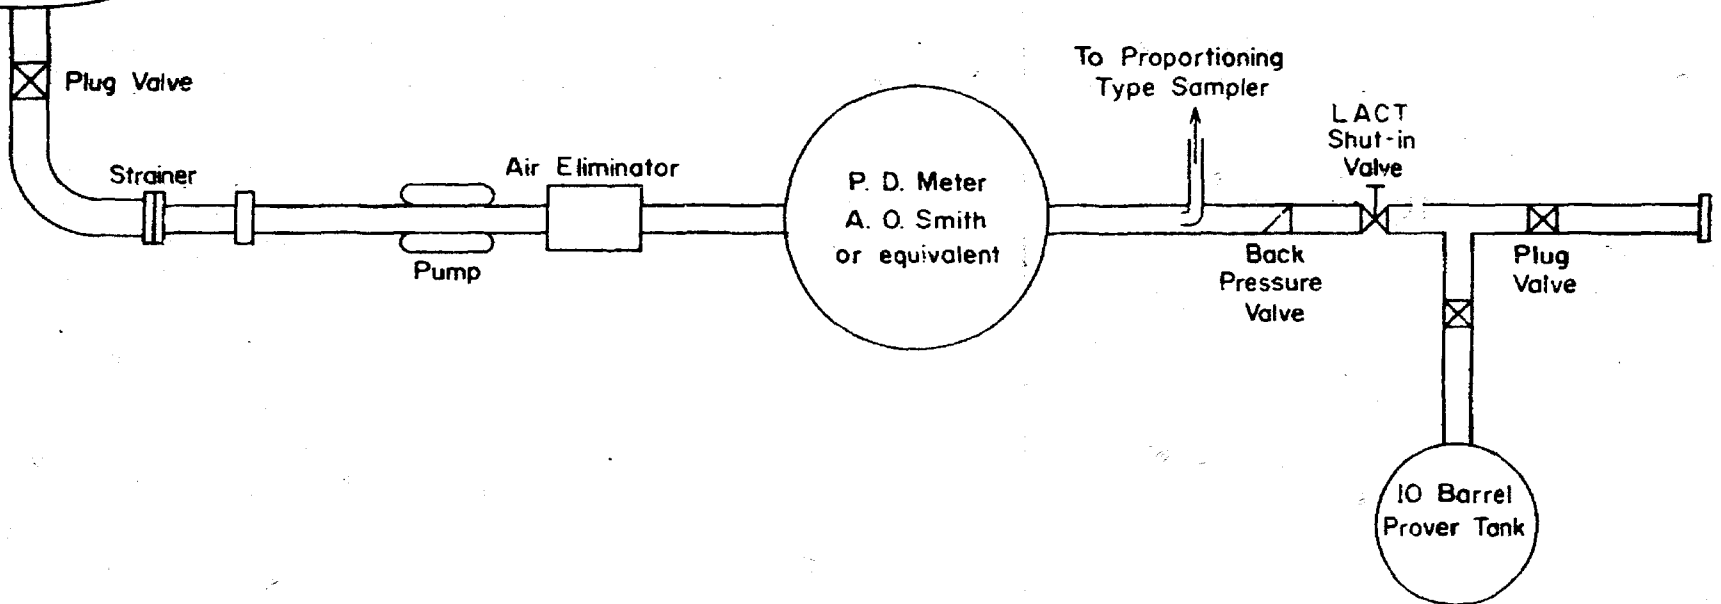 Plug Valve
Strainer
Pump
Air Eliminator
P. D. Meter
A. O. Smith
or equivalent
To Proportioning
Type Sampler
Back
Pressure
Valve
LACT
Shut-in
Valve
Plug
Valve
10 Barrel
Prover Tank